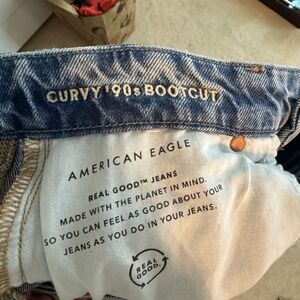 CURVY '90s BOOTCUT
AMERICAN EAGLE
REAL GOOD™ JEANS
MADE WITH THE PLANET IN MIND.
SO YOU CAN FEEL AS GOOD ABOUT YOUR
JEANS AS YOU DO IN YOUR JEANS.
REAL
GOOD.